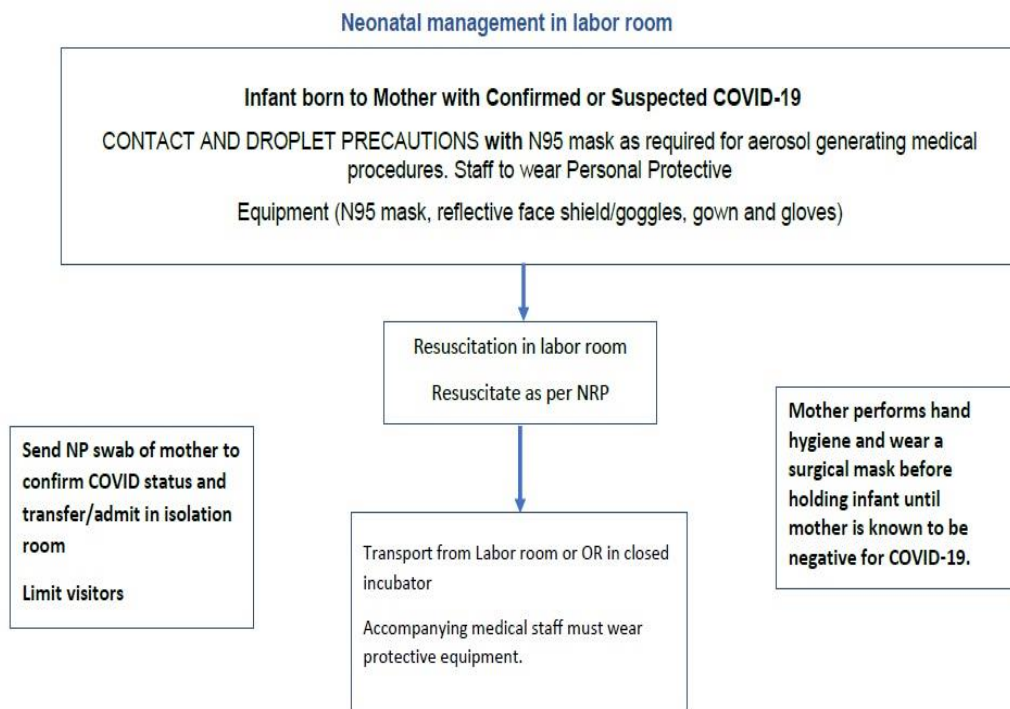 Neonatal management in labor room
Infant born to Mother with Confirmed or Suspected COVID-19
CONTACT AND DROPLET PRECAUTIONS with N95 mask as required for aerosol generating medical
procedures. Staff to wear Personal Protective
Equipment (N95 mask, reflective face shield/goggles, gown and gloves)
Resuscitation in labor room
Resuscitate as per NRP
Send NP swab of mother to
confirm COVID status and
transfer/admit in isolation
room
Limit visitors
Mother performs hand
hygiene and wear a
surgical mask before
holding infant until
mother is known to be
negative for COVID-19.
Transport from Labor room or OR in closed
incubator
Accompanying medical staff must wear
protective equipment.